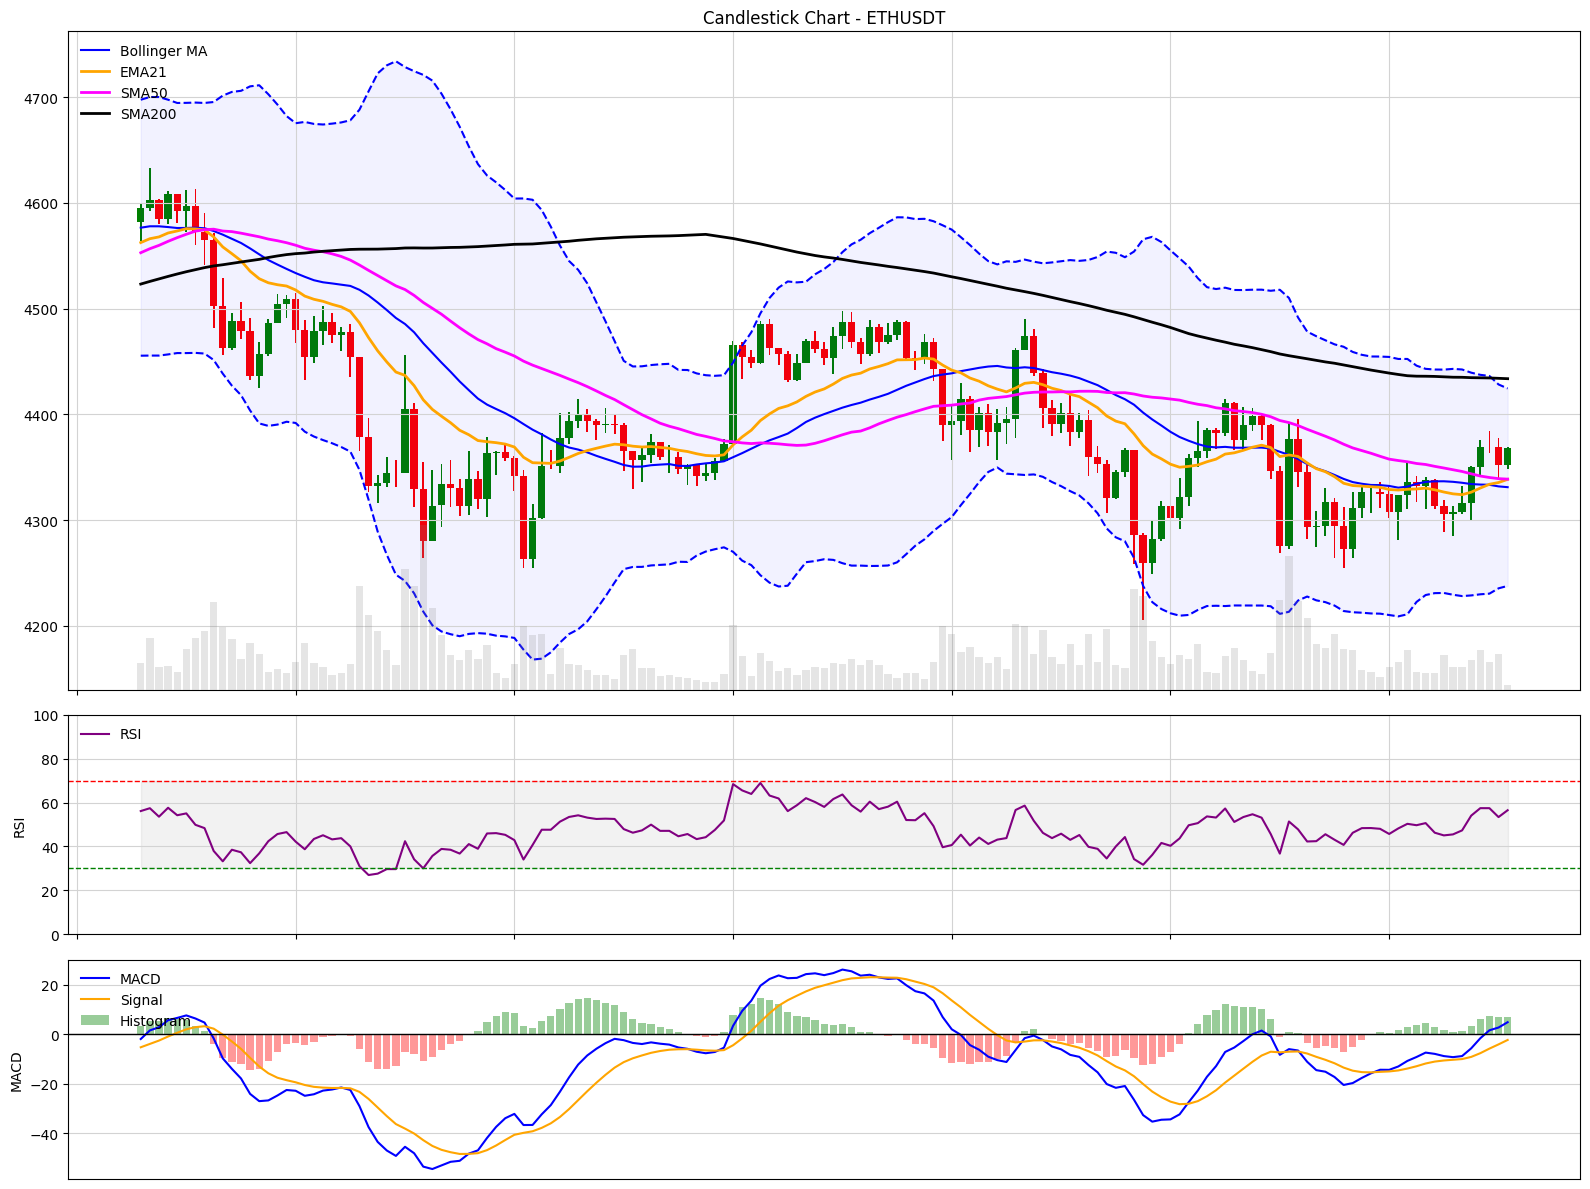 Candlestick Chart - ETHUSDT
Bollinger MA
EMA21
SMA50
SMA200
4700
4600
4500
4400
4300
4200
RSI
100
80
60
40
20
0
RSI
MACD
Signal
Histogram
20
0
−20
−40
MACD